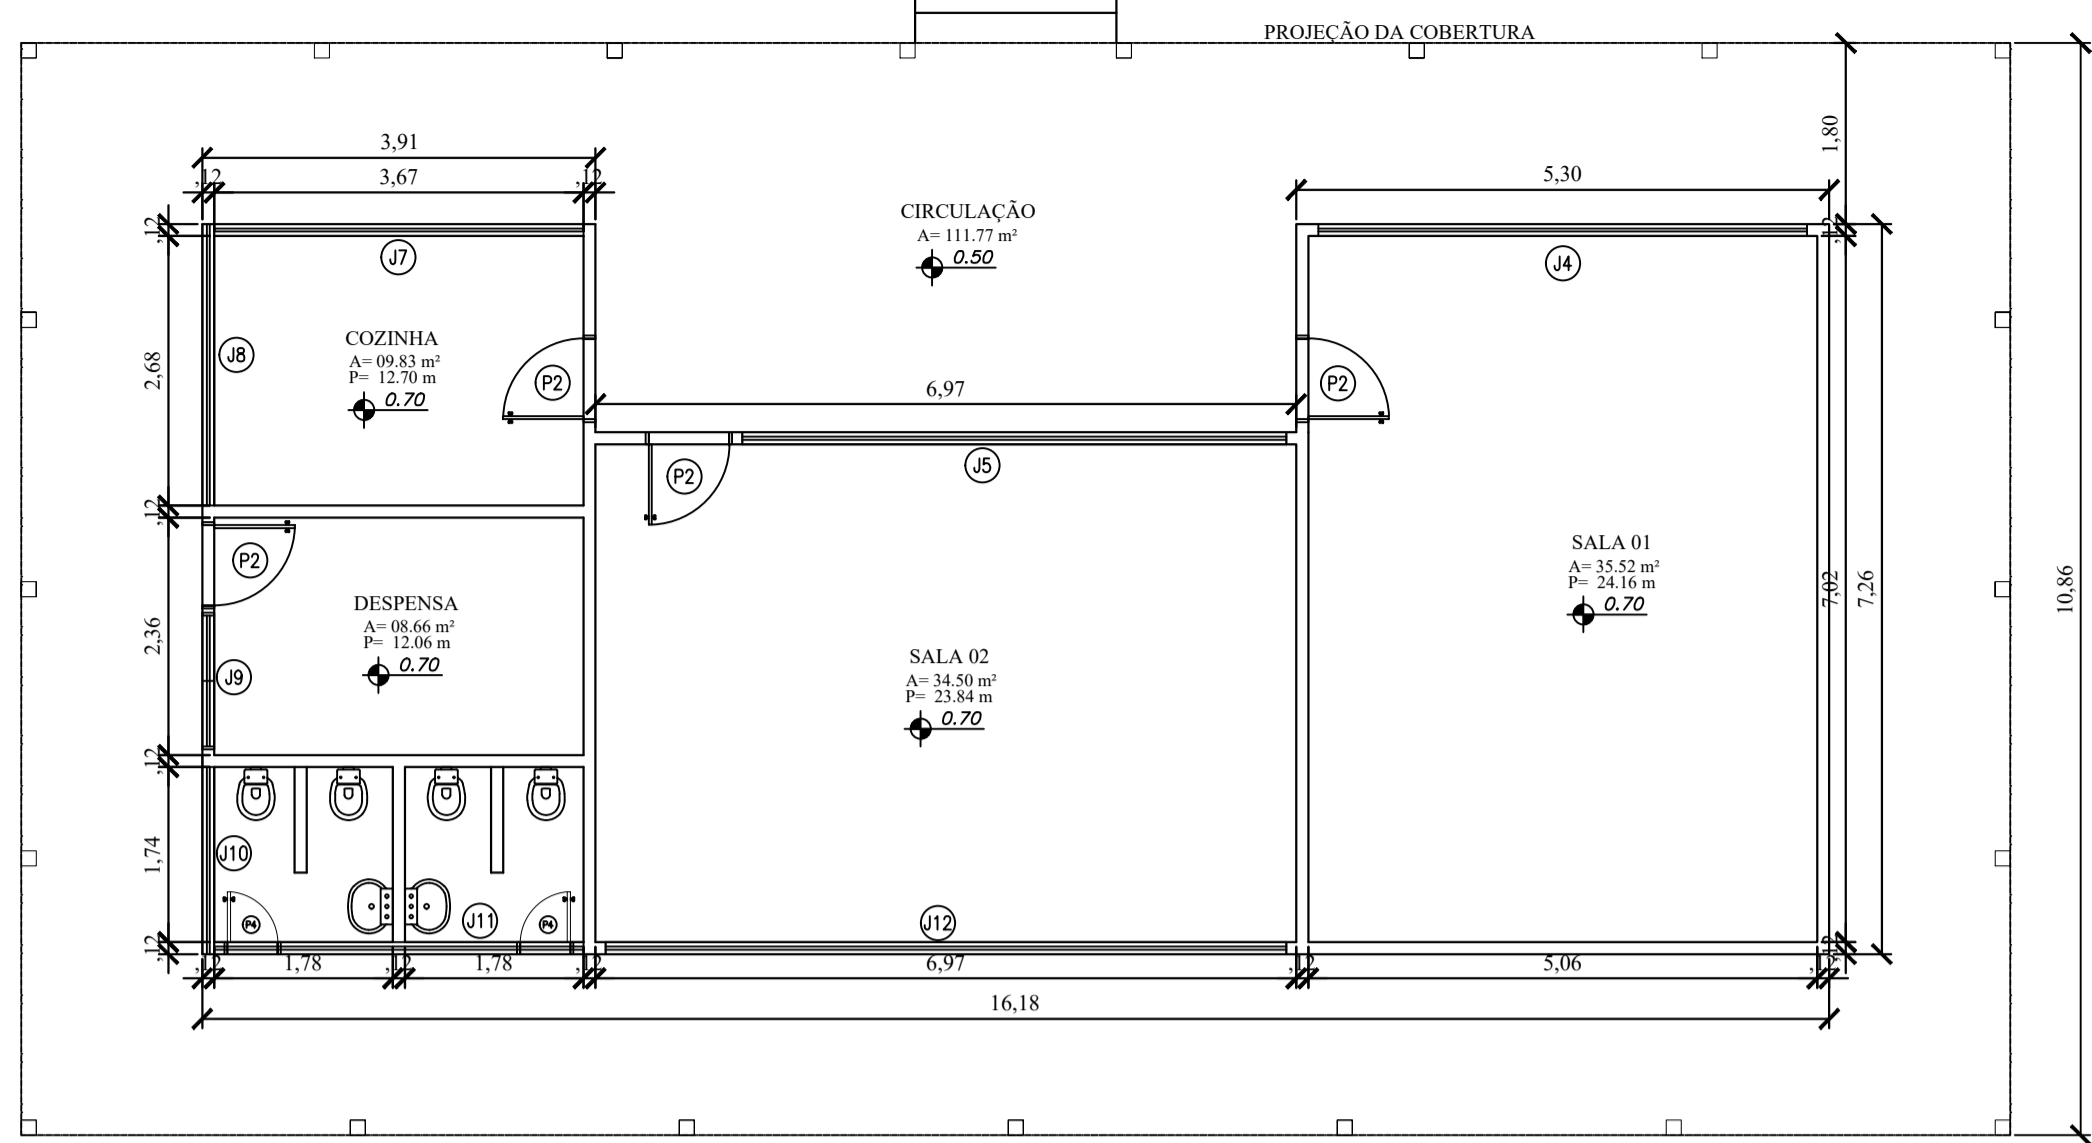 PROJEÇÃO DA COBERTURA
3,91
,12
3,67
,12
5,30
1,80
CIRCULAÇÃO
A= 111.77 m²
0.50
,12
J7
J4
,12
COZINHA
A= 09.83 m²
P= 12.70 m
0.70
J8
P2
P2
2,68
6,97
J5
P2
,12
P2
SALA 01
A= 35.52 m²
P= 24.16 m
0.70
7,02
7,26
10,86
DESPENSA
A= 08.66 m²
P= 12.06 m
0.70
2,36
J9
SALA 02
A= 34.50 m²
P= 23.84 m
0.70
,12
1,74
J10
P4
J11
P4
J12
,12
,12
,12
1,78
,12
1,78
,12
6,97
,12
5,06
,12
16,18